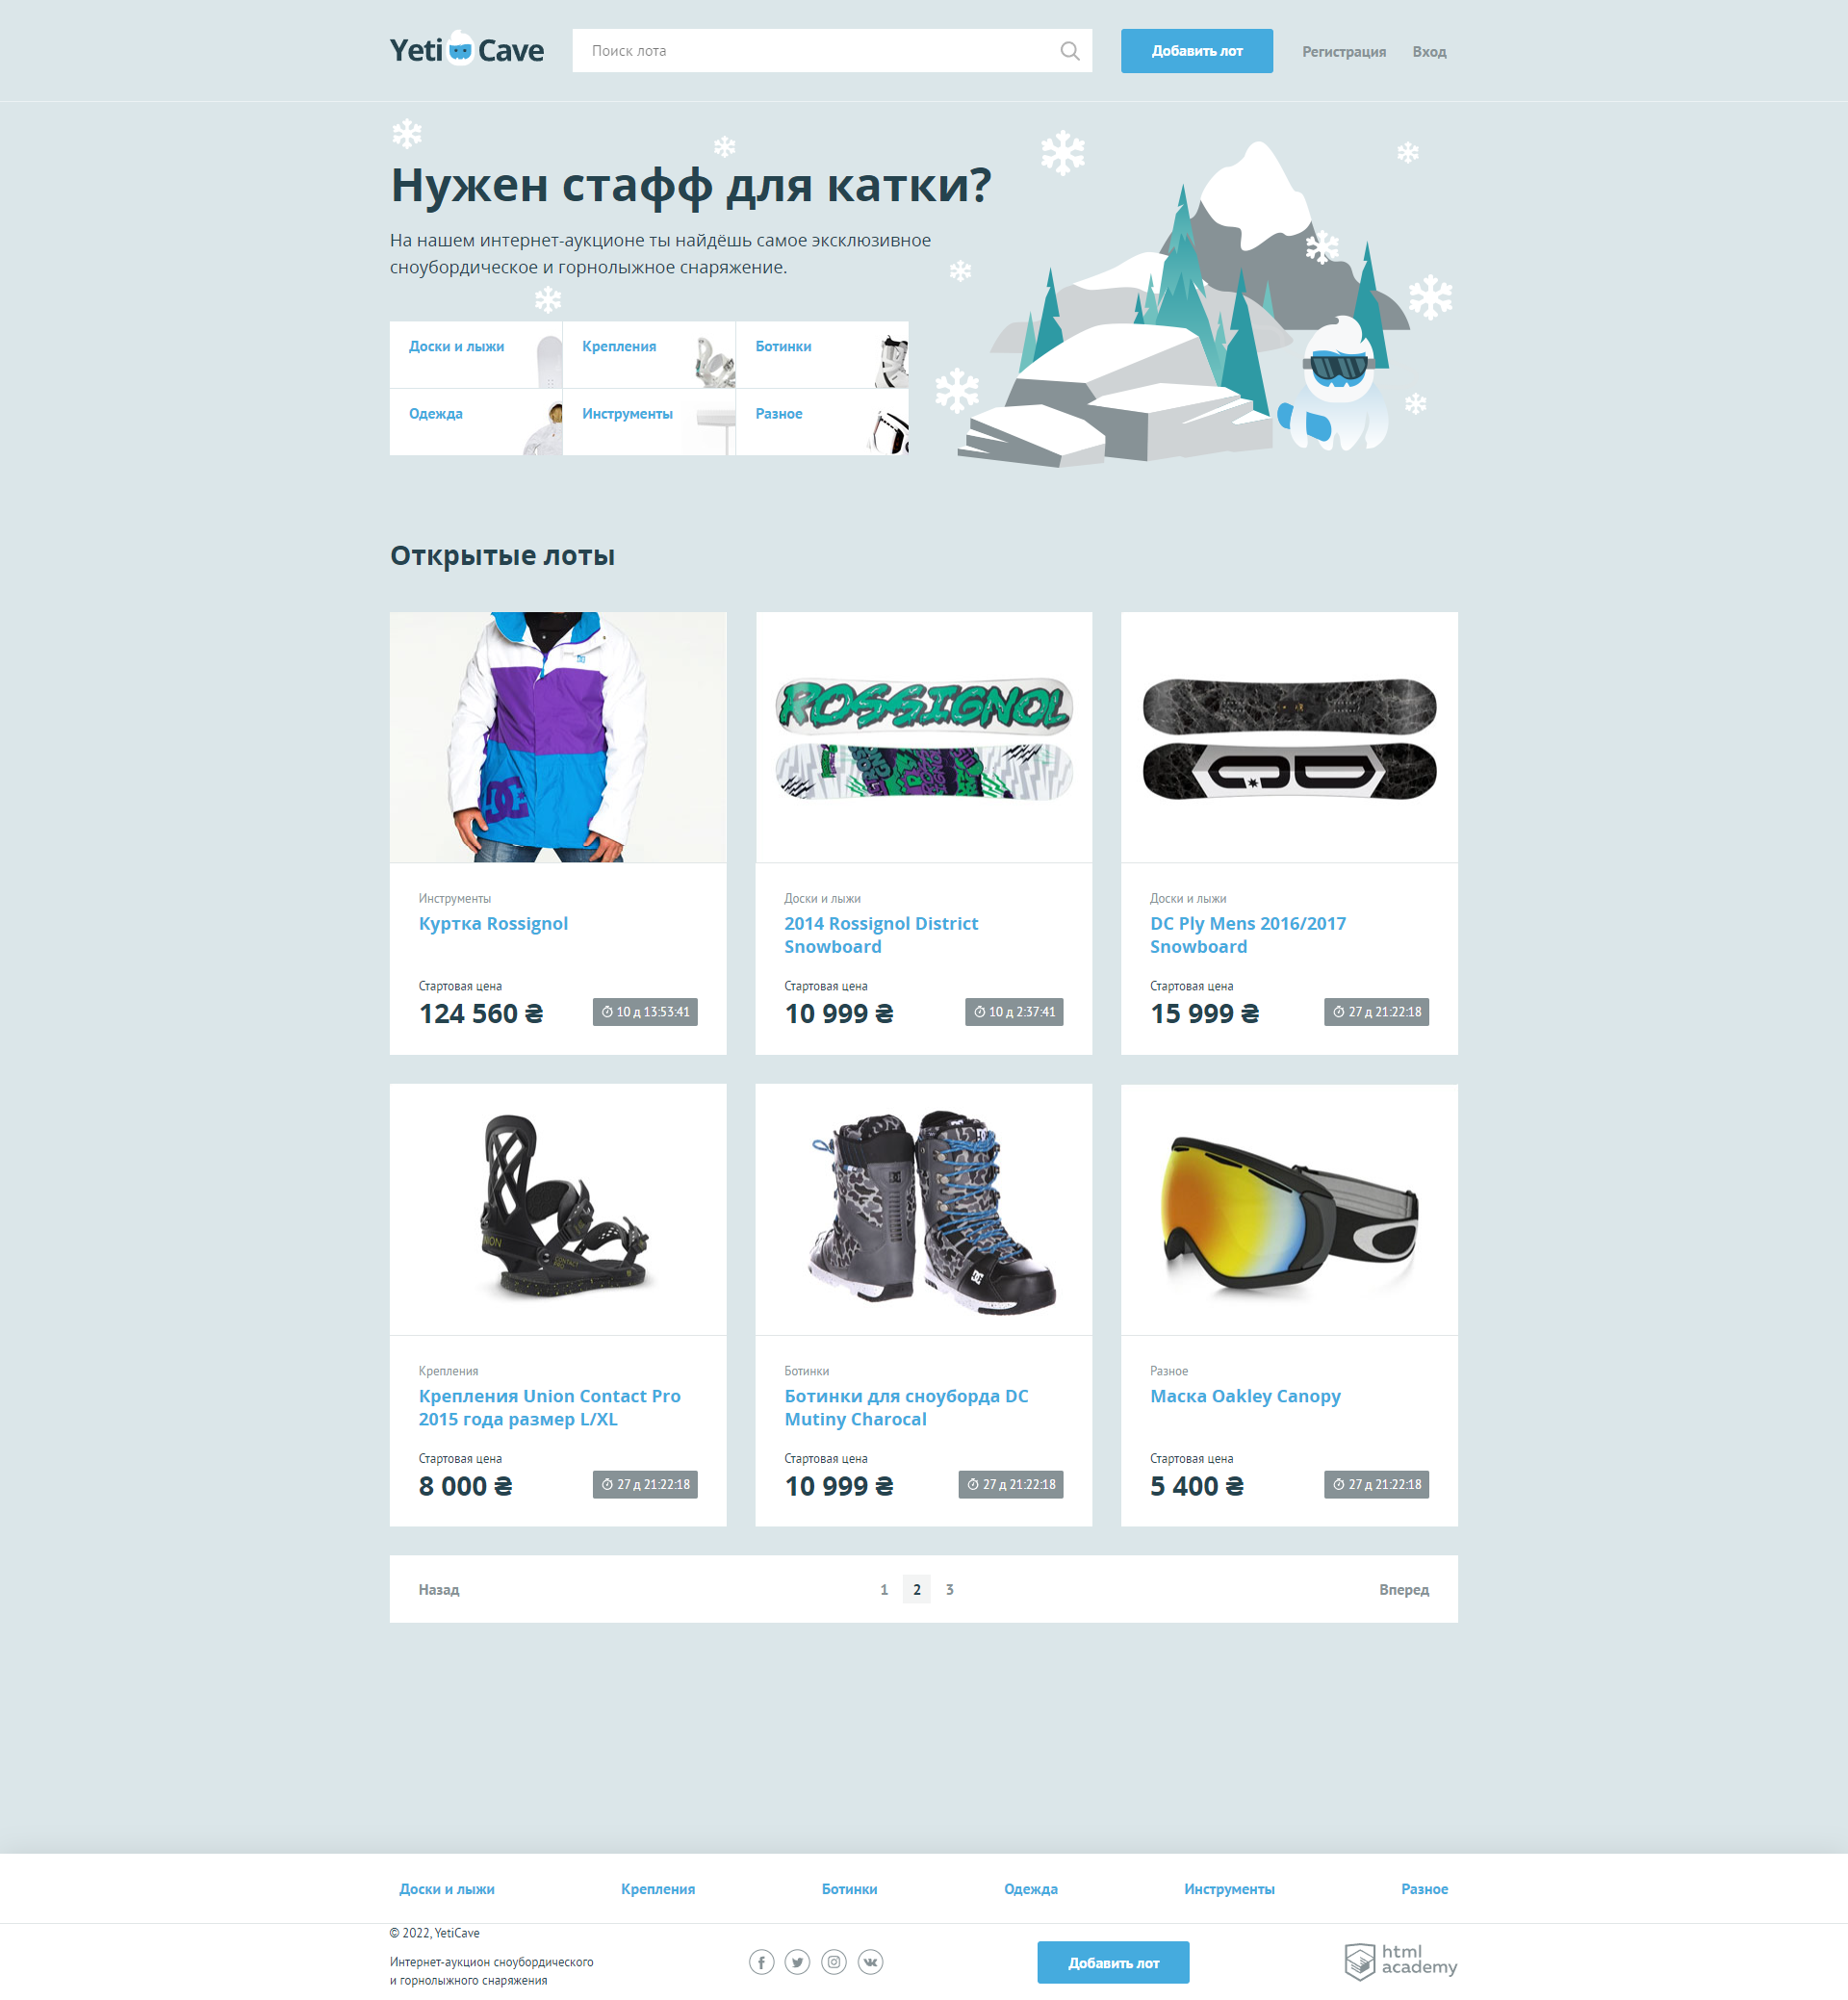 Yeti Cave
Поиск лота
Добавить лот
Регистрация
Вход
Нужен стафф для катки?
На нашем интернет-аукционе ты найдёшь самое эксклюзивное
сноубордическое и горнолыжное снаряжение.
Доски и лыжи
Крепления
Ботинки
Одежда
Инструменты
Разное
Открытые лоты
ROSSIGNOL
Инструменты
Куртка Rossignol
Стартовая цена
124 560 ₴
10 д 13:53:41
Доски и лыжи
2014 Rossignol District
Snowboard
Стартовая цена
10 999 ₴
10 д 2:37:41
Доски и лыжи
DC Ply Mens 2016/2017
Snowboard
Стартовая цена
15 999 ₴
27 д 21:22:18
Крепления
Крепления Union Contact Pro
2015 года размер L/XL
Стартовая цена
8 000 ₴
27 д 21:22:18
Ботинки
Ботинки для сноуборда DC
Mutiny Charocal
Стартовая цена
10 999 ₴
27 д 21:22:18
Разное
Маска Oakley Canopy
Стартовая цена
5 400 ₴
27 д 21:22:18
Назад
1
2
3
Вперед
Доски и лыжи
Крепления
Ботинки
Одежда
Инструменты
Разное
© 2022, YetiCave
Интернет-аукцион сноубордического
и горнолыжного снаряжения
Добавить лот
html
academy